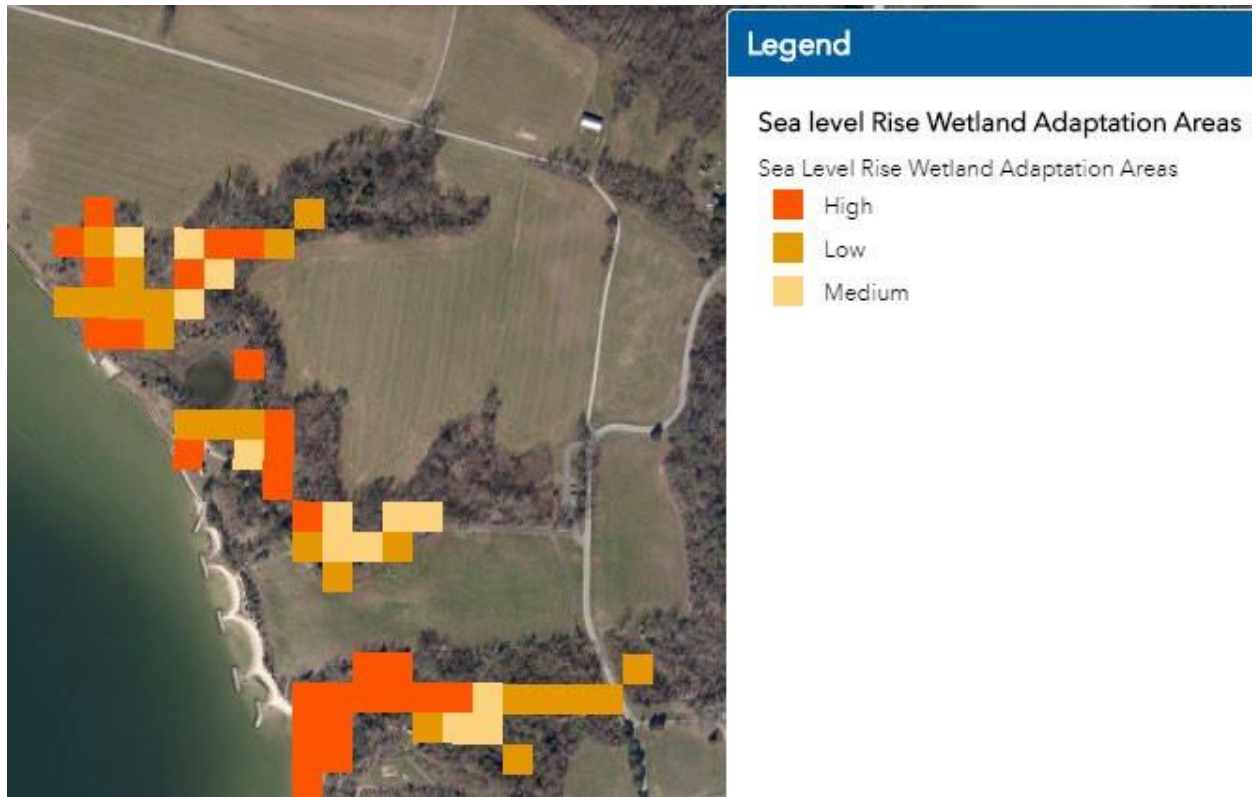 Legend
Sea level Rise Wetland Adaptation Areas
Sea Level Rise Wetland Adaptation Areas
High
Low
Medium